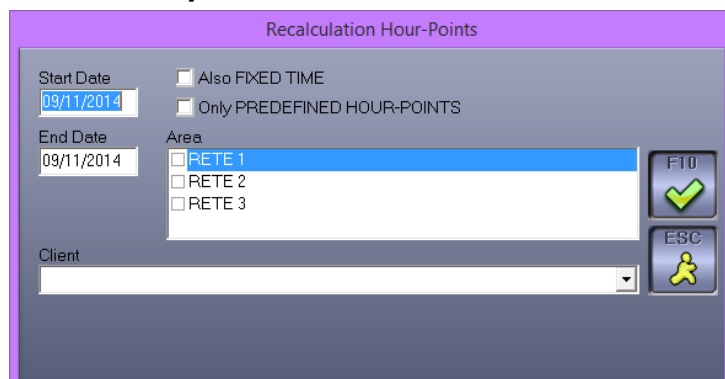 Recalculation Hour-Points
Start Date
Also FIXED TIME
09/11/2014
Only PREDEFINED HOUR-POINTS
End Date
Area
09/11/2014
RETE 1
RETE 2
RETE 3
F10
ESC
Client